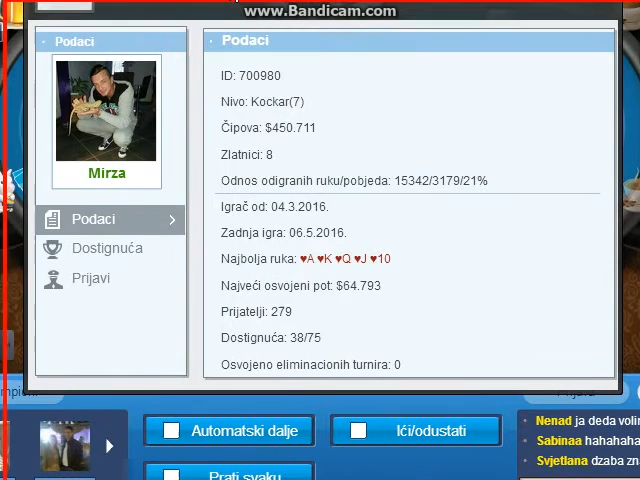 www.Bandicam.com
Podaci
Mirza
Podaci
Dostignuća
Prijavi
Podaci
ID: 700980
Nivo: Kockar(7)
Čipova: $450.711
Zlatnici: 8
Odnos odigranih ruku/pobjeda: 15342/3179/21%
Igrač od: 04.3.2016.
Zadnja igra: 06.5.2016.
Najbolja ruka: ♥A ♥K ♥Q ♥J ♥10
Najveći osvojeni pot: $64.793
Prijatelji: 279
Dostignuća: 38/75
Osvojeno eliminacionih turnira: 0
Automatski dalje
Ići/odustati
Prati svaku
Nenad ja deda volin
Sabinaa hahahaha
Svjetlana dzaba zna